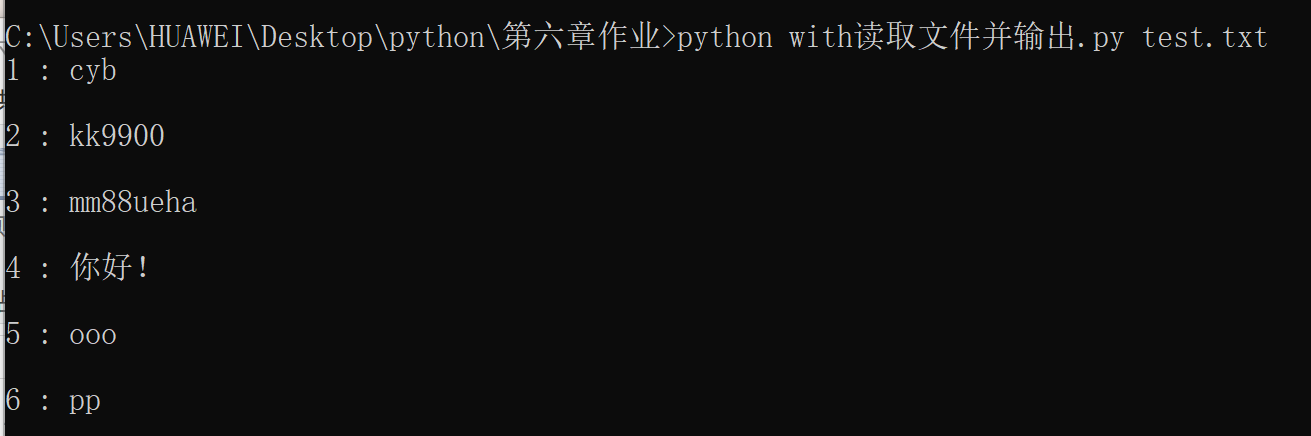 C:\Users\HUAWEI\Desktop\python\第六章作业>python with读取文件并输出.py test.txt
1 : cyb
2 : kk9900
3 : mm88ueha
4 : 你好!
5 : ooo
6 : pp